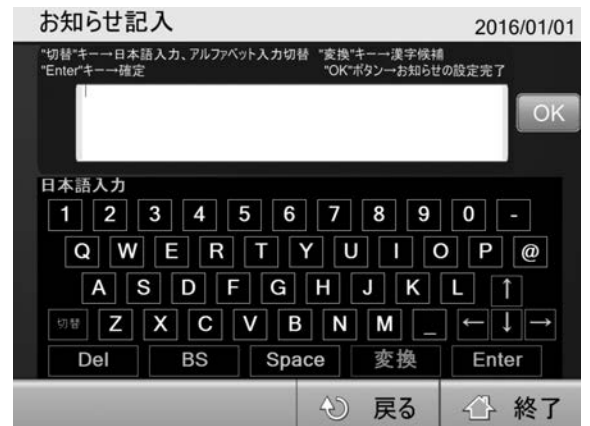 お知らせ記入 2016/01/01
"切替"キー→日本語入力、アルファベット入力切替 "変換"キー→漢字候補
"Enter"キー→確定 "OK"ボタン→お知らせの設定完了
OK
日本語入力
1 2 3 4 5 6 7 8 9 0 -
Q W E R T Y U I O P @
A S D F G H J K L ↑
切替 Z X C V B N M _ ← ↓ →
Del BS Space 変換 Enter
戻る 終了